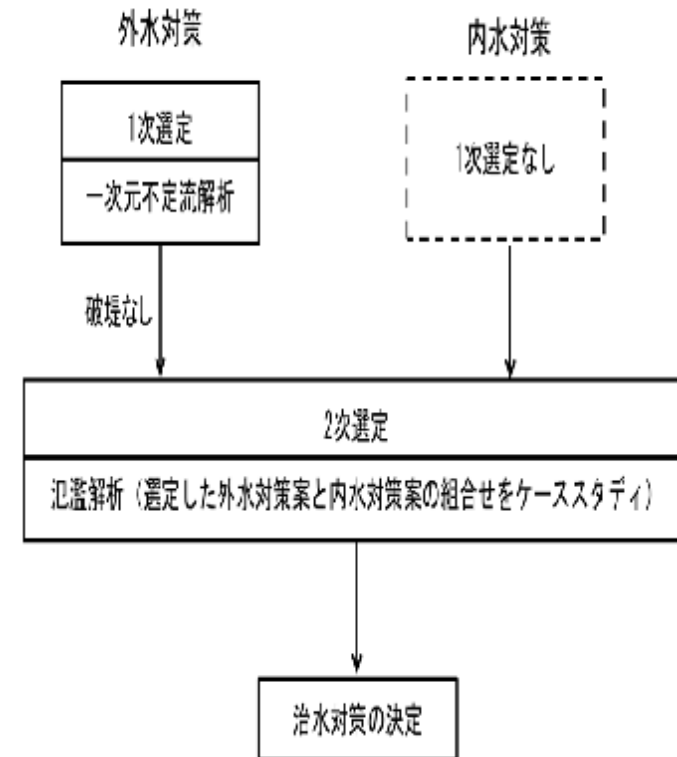 外水対策
内水対策
1次選定
一次元不定流解析
1次選定なし
破堤なし
2次選定
氾濫解析（選定した外水対策案と内水対策案の組合せをケーススタディ）
治水対策の決定